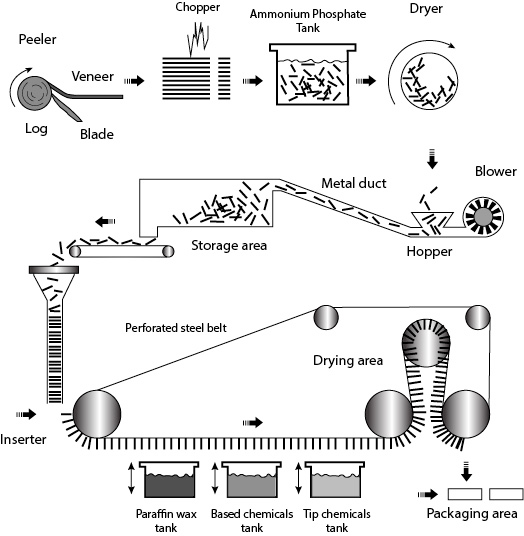 Peeler
Veneer
Log
Blade
Chopper
Ammonium Phosphate
Tank
Dryer
Metal duct
Blower
Storage area
Hopper
Perforated steel belt
Drying area
Inserter
Paraffin wax
tank
Based chemicals
tank
Tip chemicals
tank
Packaging area